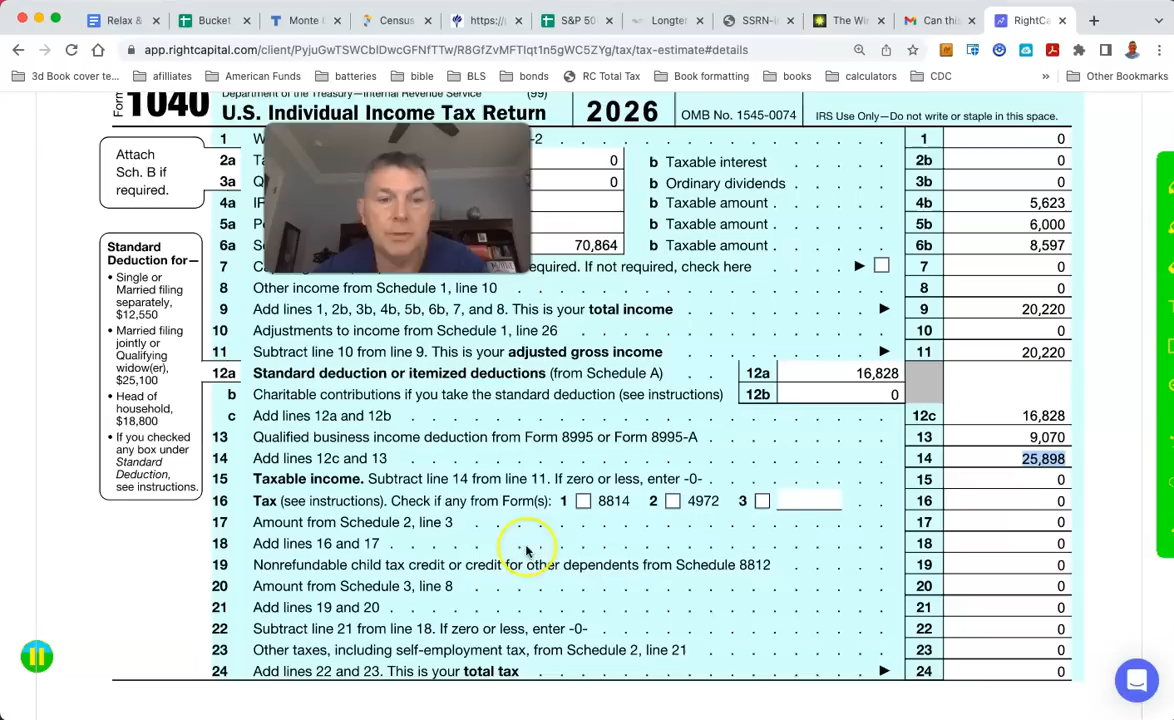 Relax &
Bucket
Monte C
Census
https:/
S&P 50
Longter
SSRN-i
The Wi
Can this
RightCa
app.rightcapital.com/client/PyjuGwTSWCblDwcGFNfTTw/R8GfZvMFTIqt1n5gWC5ZYg/tax/tax-estimate#details
3d Book cover te...
afilliates
American Funds
batteries
bible
BLS
bonds
RC Total Tax
Book formatting
books
calculators
CDC
»
Other Bookmarks
Form 1040
Department of the Treasury—Internal Revenue Service (99)
U.S. Individual Income Tax Return
2026
OMB No. 1545-0074
IRS Use Only—Do not write or staple in this space.
Attach
Sch. B if
required.
Standard
Deduction for—
• Single or
Married filing
separately,
$12,550
• Married filing
jointly or
Qualifying
widow(er),
$25,100
• Head of
household,
$18,800
• If you checked
any box under
Standard
Deduction,
see instructions.
1 W -2 . . . 1 0
2a Ta 0 b Taxable interest . . . 2b 0
3a Q 0 b Ordinary dividends . . . 3b 0
4a IR b Taxable amount . . . 4b 5,623
5a Pe b Taxable amount . . . 5b 6,000
6a So 70,864 b Taxable amount . . . 6b 8,597
7 Ca equired. If not required, check here . . . ▶ 7 0
8 Other income from Schedule 1, line 10 . . . 8 0
9 Add lines 1, 2b, 3b, 4b, 5b, 6b, 7, and 8. This is your total income . . . ▶ 9 20,220
10 Adjustments to income from Schedule 1, line 26 . . . 10 0
11 Subtract line 10 from line 9. This is your adjusted gross income . . . ▶ 11 20,220
12a Standard deduction or itemized deductions (from Schedule A) . . 12a 16,828
b Charitable contributions if you take the standard deduction (see instructions) 12b 0
c Add lines 12a and 12b . . . 12c 16,828
13 Qualified business income deduction from Form 8995 or Form 8995-A . . . 13 9,070
14 Add lines 12c and 13 . . . 14 25,898
15 Taxable income. Subtract line 14 from line 11. If zero or less, enter -0- . . . 15 0
16 Tax (see instructions). Check if any from Form(s): 1 8814 2 4972 3 . . 16 0
17 Amount from Schedule 2, line 3 . . . 17 0
18 Add lines 16 and 17 . . . 18 0
19 Nonrefundable child tax credit or credit for other dependents from Schedule 8812 . . . 19 0
20 Amount from Schedule 3, line 8 . . . 20 0
21 Add lines 19 and 20 . . . 21 0
22 Subtract line 21 from line 18. If zero or less, enter -0- . . . 22 0
23 Other taxes, including self-employment tax, from Schedule 2, line 21 . . . 23 0
24 Add lines 22 and 23. This is your total tax . . . ▶ 24 0